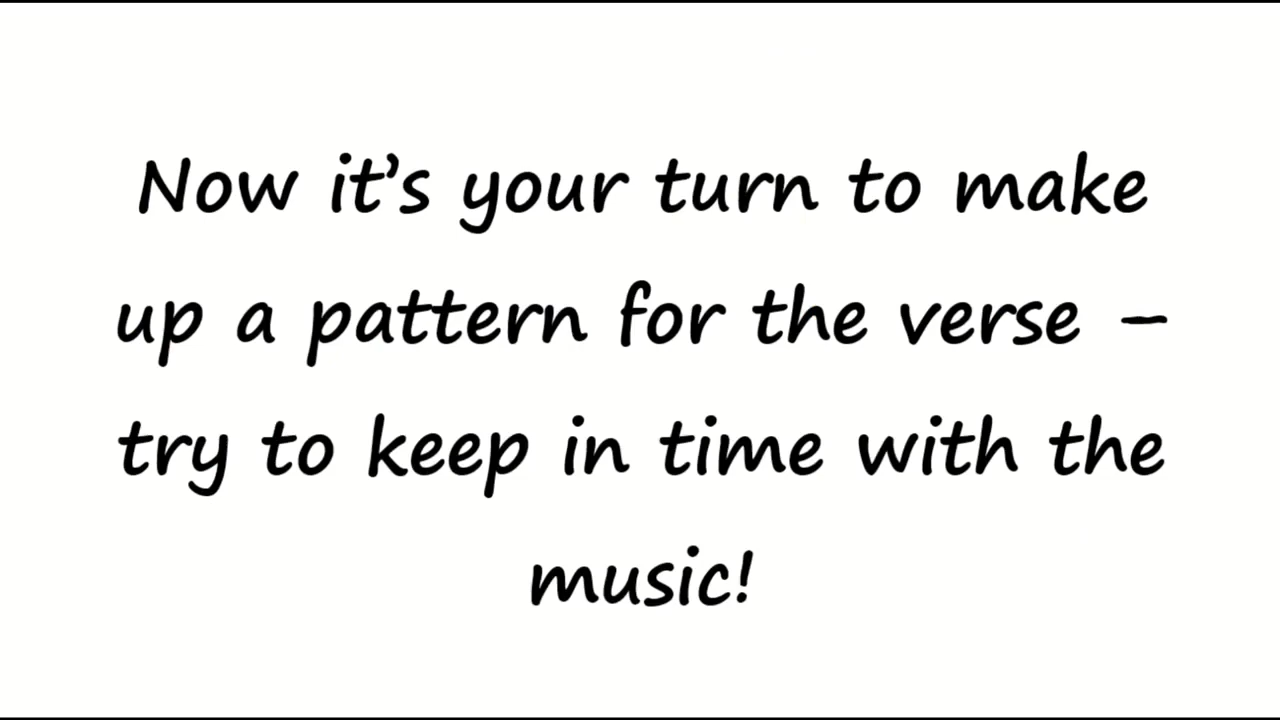 Now it’s your turn to make
up a pattern for the verse –
try to keep in time with the
music!